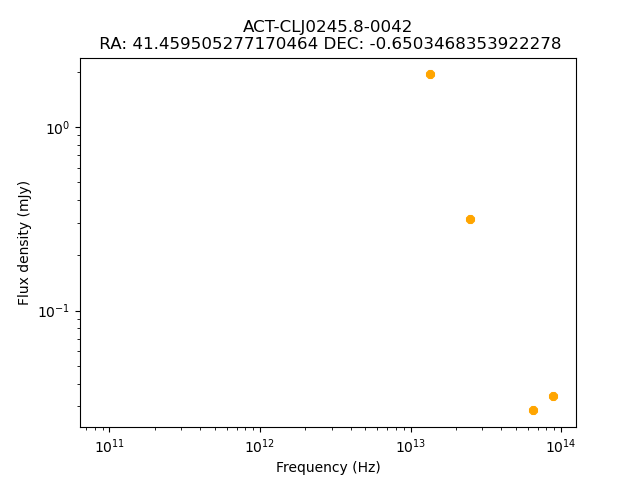 ACT-CLJ0245.8-0042
RA: 41.459505277170464 DEC: -0.6503468353922278
Flux density (mJy)
10⁰
10⁻¹
10¹¹ 10¹² 10¹³ 10¹⁴
Frequency (Hz)